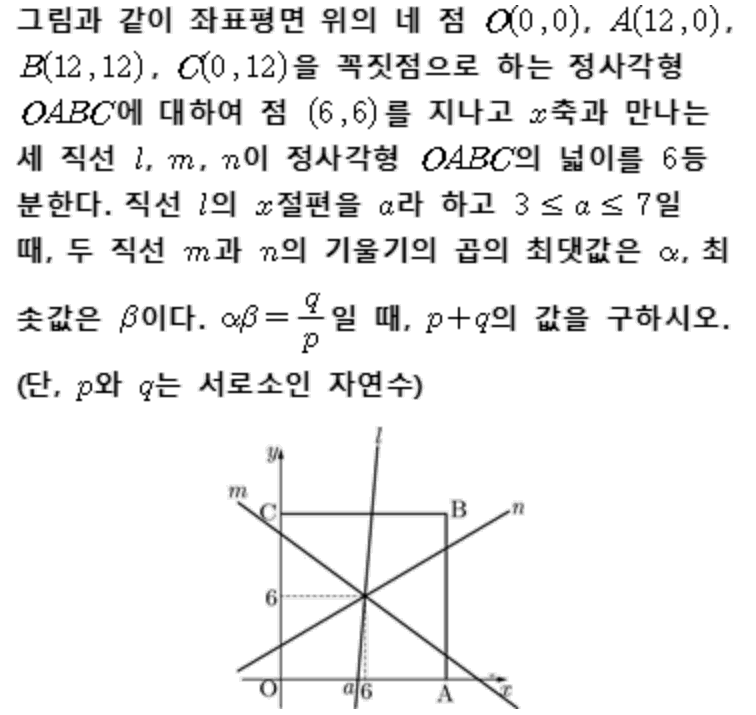 그림과 같이 좌표평면 위의 네 점 O(0,0), A(12,0),
B(12,12), C(0,12)을 꼭짓점으로 하는 정사각형
OABC에 대하여 점 (6,6)를 지나고 x축과 만나는
세 직선 l, m, n이 정사각형 OABC의 넓이를 6등
분한다. 직선 l의 x절편을 a라 하고 3≤a≤7일
때, 두 직선 m과 n의 기울기의 곱의 최댓값은 α, 최
솟값은 β이다. αβ=q/p일 때, p+q의 값을 구하시오.
(단, p와 q는 서로소인 자연수)
l
y
m
C
B
n
6
O
a
6
A
x